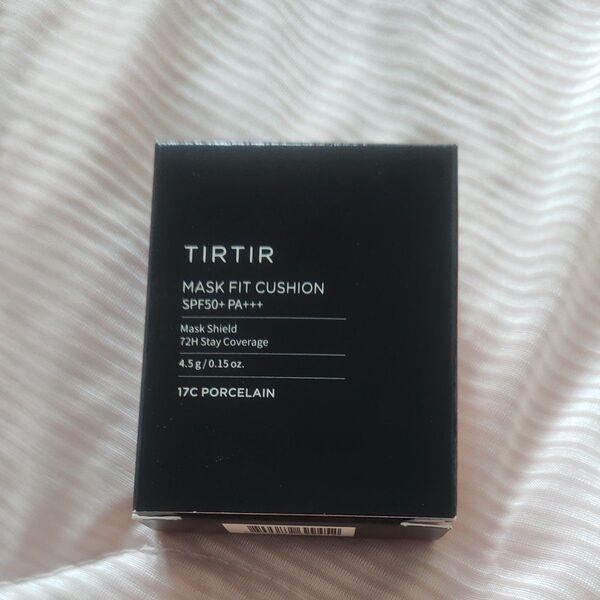 TIRTIR
MASK FIT CUSHION
SPF50+ PA+++
Mask Shield
72H Stay Coverage
4.5 g / 0.15 oz.
17C PORCELAIN